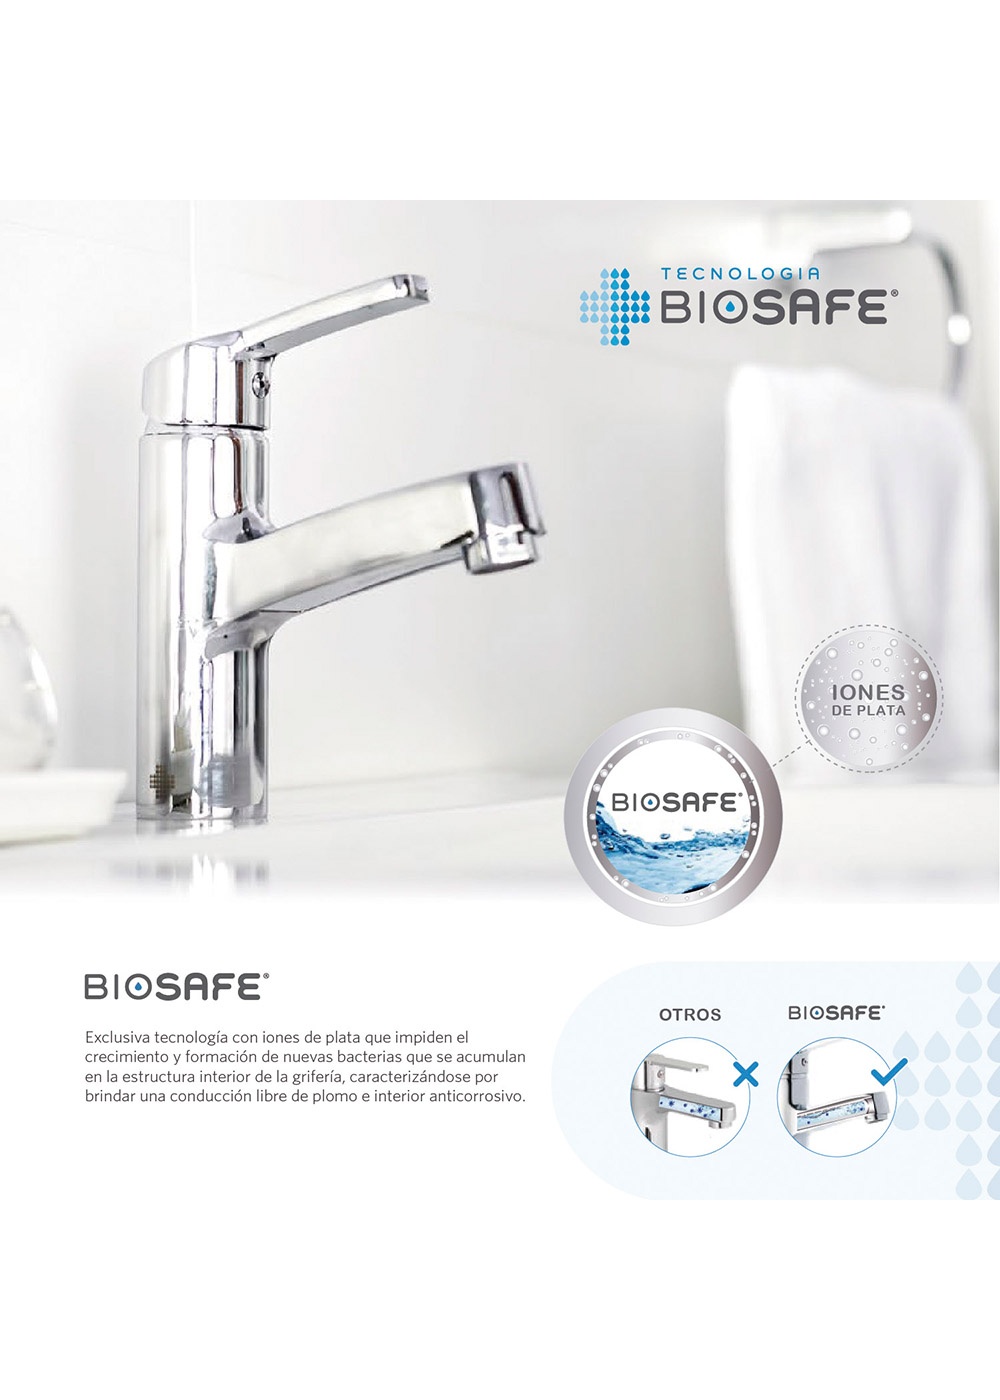 TECNOLOGIA
BIOSAFE®
IONES
DE PLATA
BIOSAFE®
BIOSAFE®
Exclusiva tecnología con iones de plata que impiden el
crecimiento y formación de nuevas bacterias que se acumulan
en la estructura interior de la grifería, caracterizándose por
brindar una conducción libre de plomo e interior anticorrosivo.
OTROS
BIOSAFE®